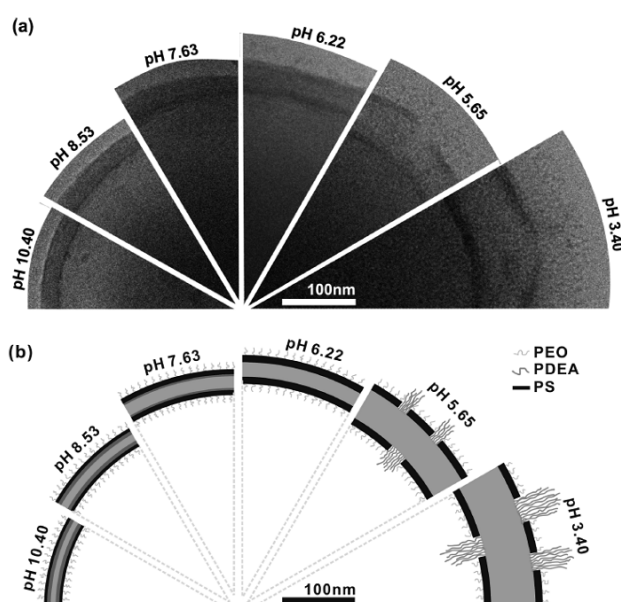 (a)
pH 10.40
pH 8.53
pH 7.63
pH 6.22
pH 5.65
pH 3.40
100nm
(b)
pH 10.40
pH 8.53
pH 7.63
pH 6.22
pH 5.65
pH 3.40
PEO
PDEA
PS
100nm